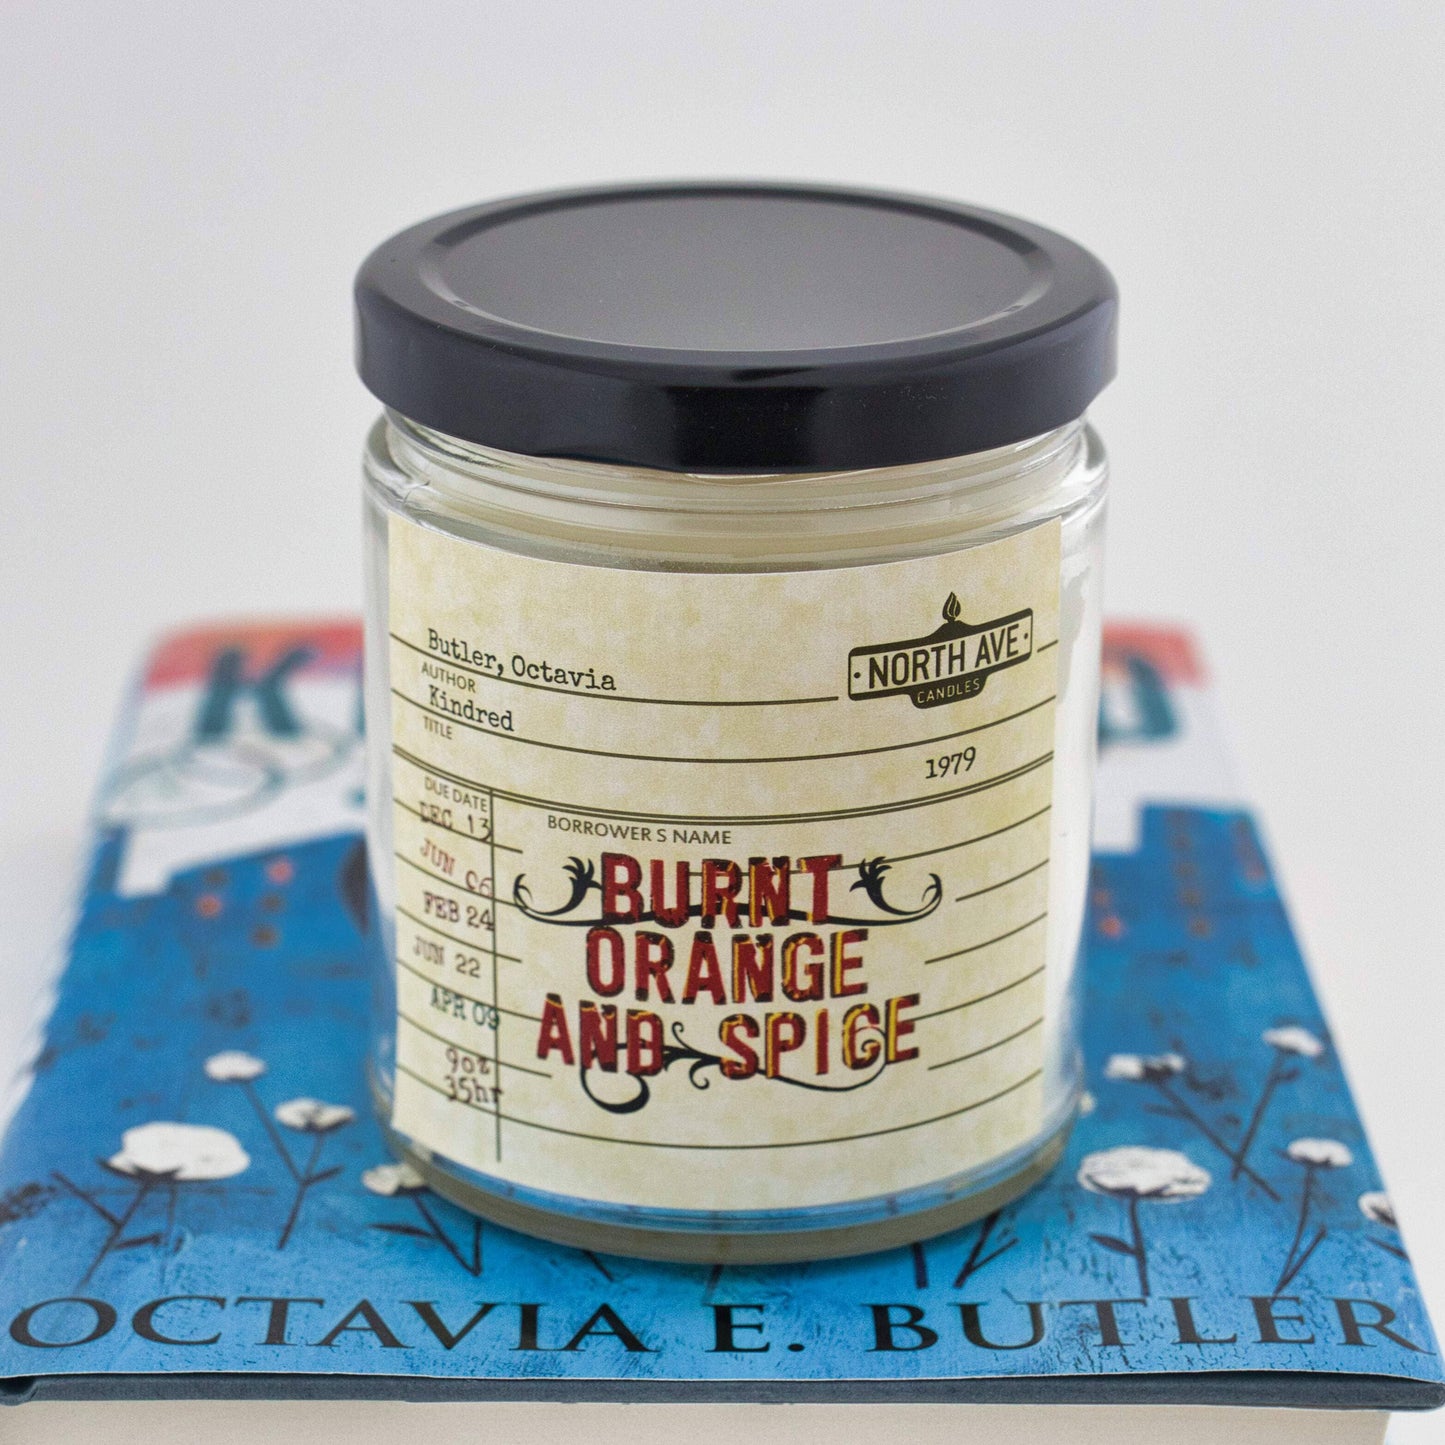 Butler, Octavia
AUTHOR
NORTH AVE
CANDLES
Kindred
TITLE
1979
DUE DATE
BORROWER S NAME
DEC 13
JUN 06
FEB 24
JUN 22
APR 09
9oz
35hr
BURNT
ORANGE
AND SPICE
OCTAVIA E. BUTLER